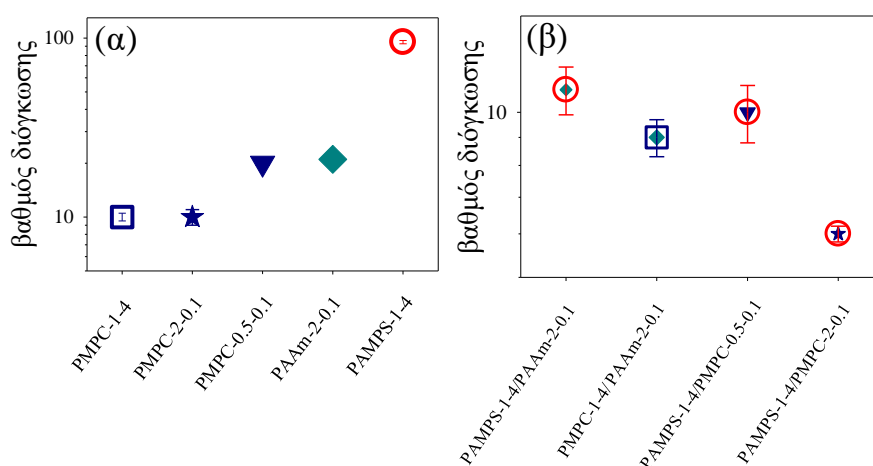 (α)
βαθμός διόγκωσης
100
10
PMPC-1-4
PMPC-2-0.1
PMPC-0.5-0.1
PAAm-2-0.1
PAMPS-1-4
(β)
βαθμός διόγκωσης
10
PAMPS-1-4/PAAm-2-0.1
PMPC-1-4/PAAm-2-0.1
PAMPS-1-4/PMPC-0.5-0.1
PAMPS-1-4/PMPC-2-0.1